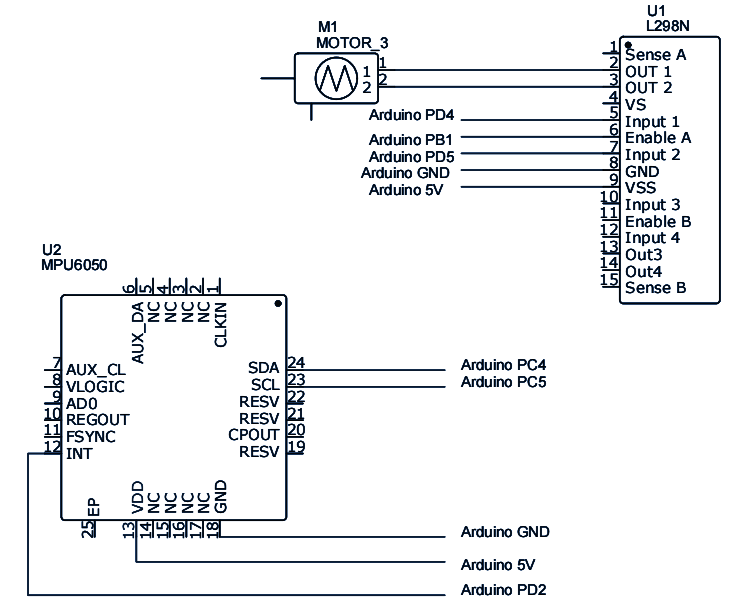 U1
L298N
M1
MOTOR_3
1
1
2
2
1 Sense A
2 OUT 1
3 OUT 2
4 VS
Arduino PD4
5 Input 1
Arduino PB1
6 Enable A
Arduino PD5
7 Input 2
Arduino GND
8 GND
Arduino 5V
9 VSS
10 Input 3
11 Enable B
12 Input 4
13 Out3
14 Out4
15 Sense B
U2
MPU6050
6 5 4 3 2 1
AUX_DA NC NC NC NC CLKIN
7 AUX_CL
8 VLOGIC
9 AD0
10 REGOUT
11 FSYNC
12 INT
SDA 24
Arduino PC4
SCL 23
Arduino PC5
RESV 22
RESV 21
CPOUT 20
RESV 19
EP VDD NC NC NC NC GND
25 13 14 15 16 17 18
Arduino GND
Arduino 5V
Arduino PD2